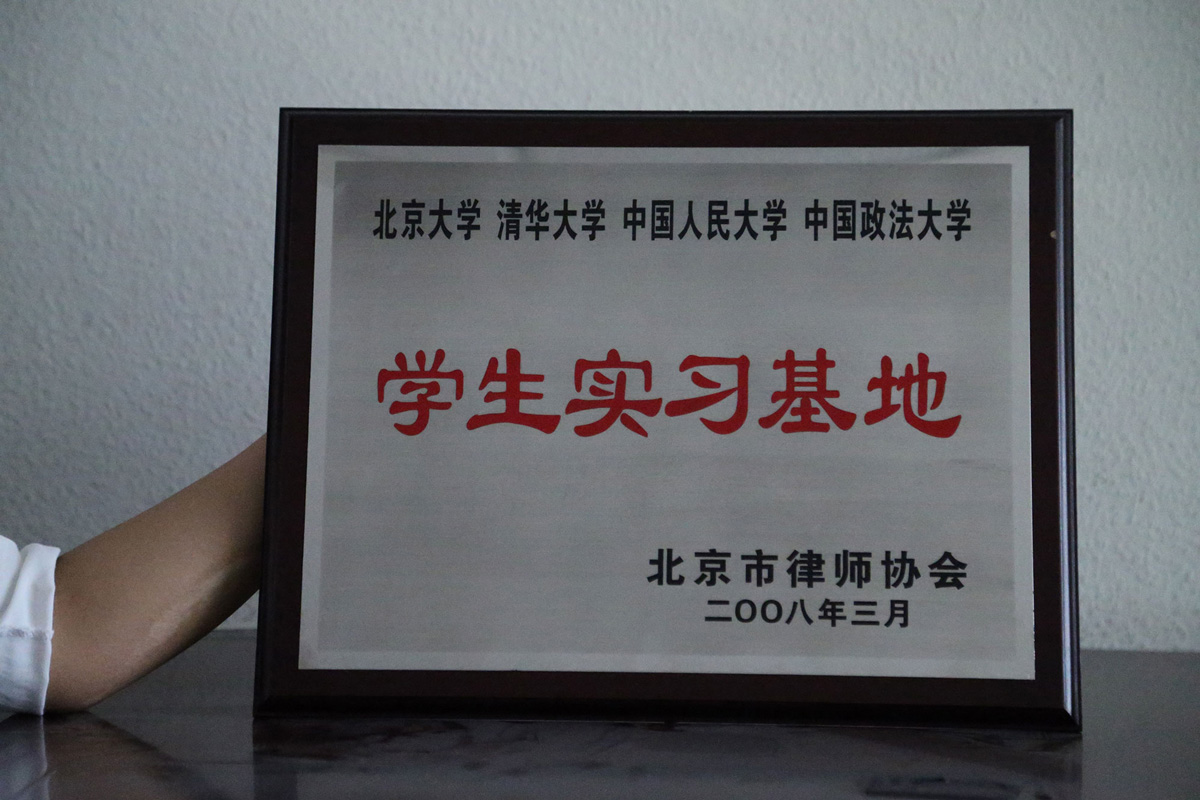 北京大学 清华大学 中国人民大学 中国政法大学
学生实习基地
北京市律师协会
二OO八年三月